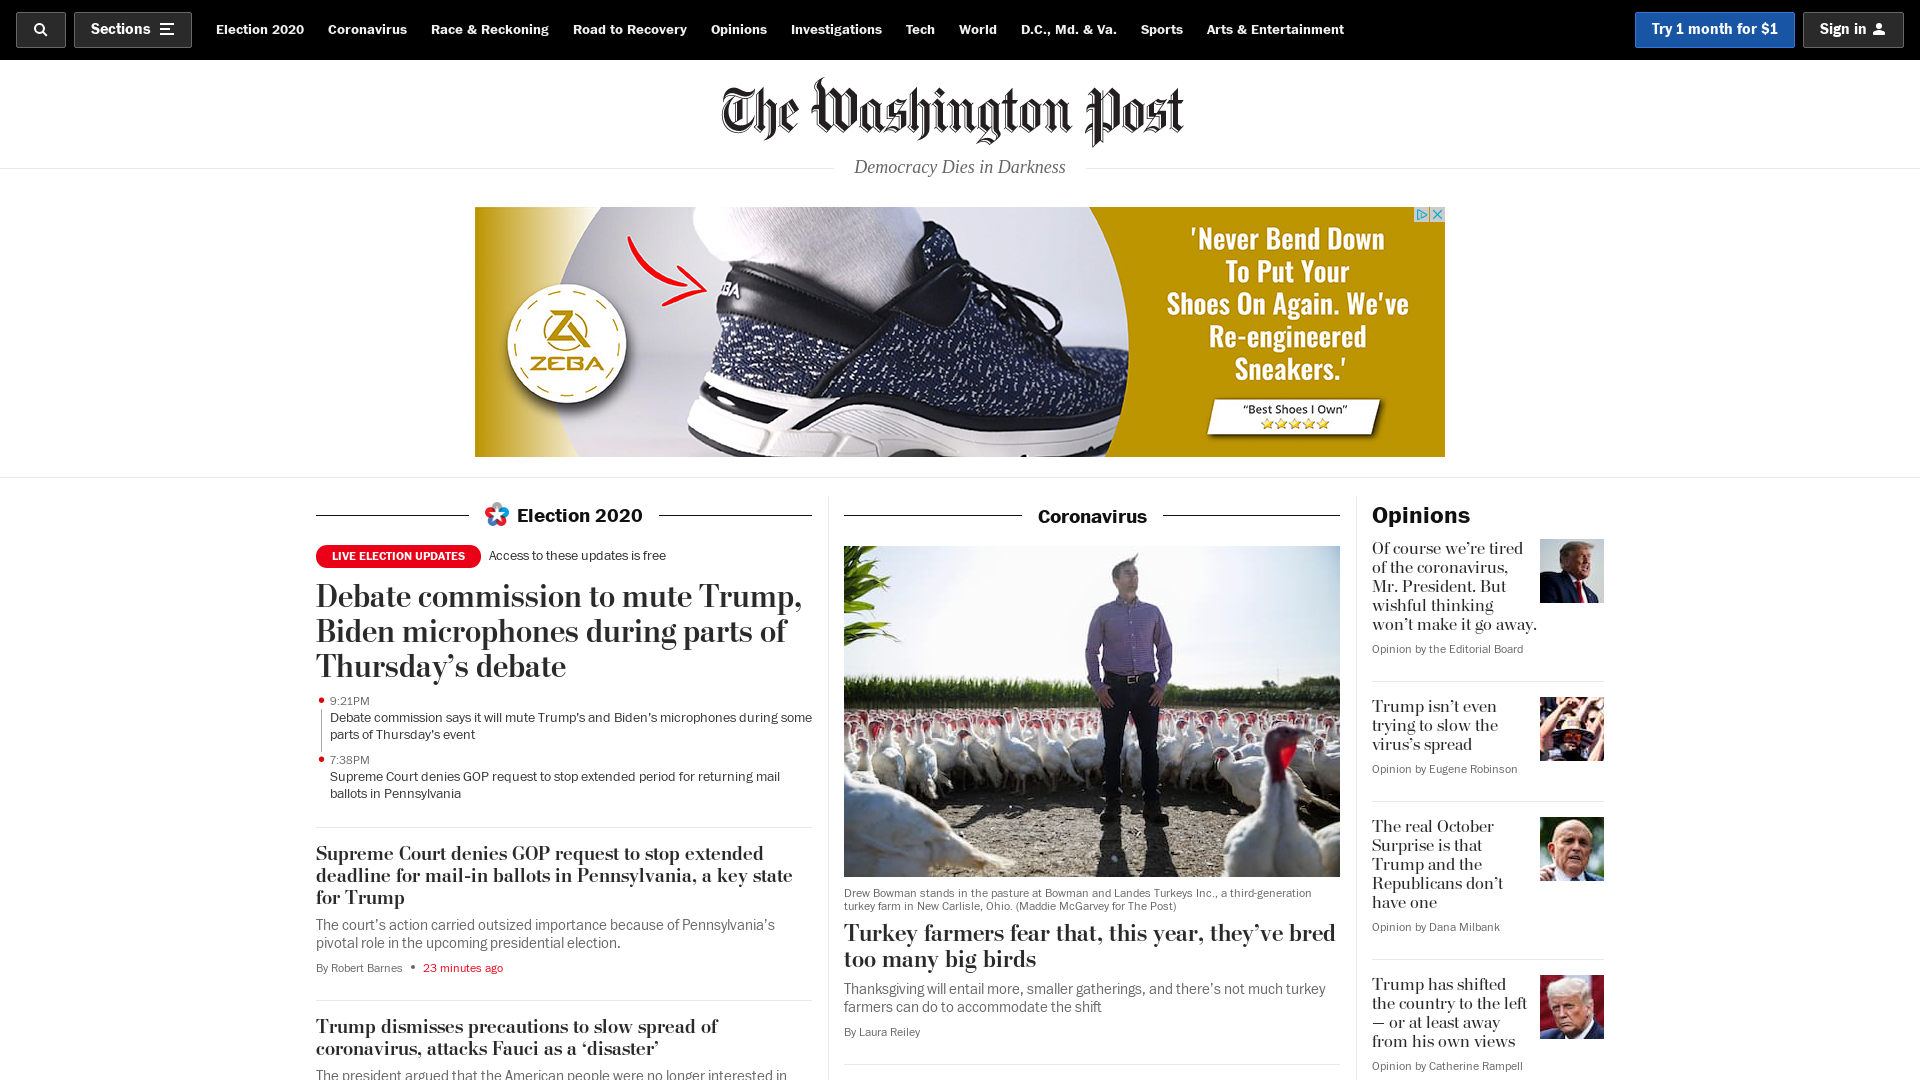 Sections
Election 2020
Coronavirus
Race & Reckoning
Road to Recovery
Opinions
Investigations
Tech
World
D.C., Md. & Va.
Sports
Arts & Entertainment
Try 1 month for $1
Sign in
The Washington Post
Democracy Dies in Darkness
ZEBA
'Never Bend Down
To Put Your
Shoes On Again. We've
Re-engineered
Sneakers.'
“Best Shoes I Own”
Election 2020
LIVE ELECTION UPDATES Access to these updates is free
Debate commission to mute Trump,
Biden microphones during parts of
Thursday’s debate
9:21PM
Debate commission says it will mute Trump’s and Biden’s microphones during some
parts of Thursday’s event
7:38PM
Supreme Court denies GOP request to stop extended period for returning mail
ballots in Pennsylvania
Supreme Court denies GOP request to stop extended
deadline for mail-in ballots in Pennsylvania, a key state
for Trump
The court’s action carried outsized importance because of Pennsylvania’s
pivotal role in the upcoming presidential election.
By Robert Barnes • 23 minutes ago
Trump dismisses precautions to slow spread of
coronavirus, attacks Fauci as a ‘disaster’
The president argued that the American people were no longer interested in
Coronavirus
Drew Bowman stands in the pasture at Bowman and Landes Turkeys Inc., a third-generation
turkey farm in New Carlisle, Ohio. (Maddie McGarvey for The Post)
Turkey farmers fear that, this year, they’ve bred
too many big birds
Thanksgiving will entail more, smaller gatherings, and there’s not much turkey
farmers can do to accommodate the shift
By Laura Reiley
Opinions
Of course we’re tired
of the coronavirus,
Mr. President. But
wishful thinking
won’t make it go away.
Opinion by the Editorial Board
Trump isn’t even
trying to slow the
virus’s spread
Opinion by Eugene Robinson
The real October
Surprise is that
Trump and the
Republicans don’t
have one
Opinion by Dana Milbank
Trump has shifted
the country to the left
— or at least away
from his own views
Opinion by Catherine Rampell